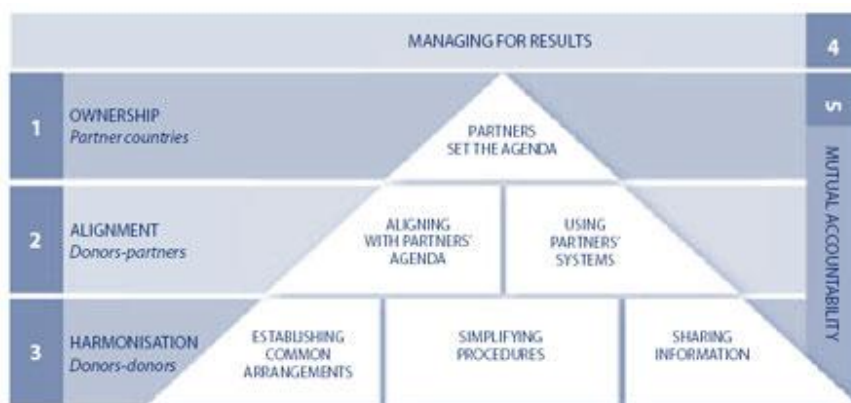 MANAGING FOR RESULTS
4
1
OWNERSHIP
Partner countries
PARTNERS
SET THE AGENDA
5
MUTUAL ACCOUNTABILITY
2
ALIGNMENT
Donors-partners
ALIGNING
WITH PARTNERS'
AGENDA
USING
PARTNERS'
SYSTEMS
3
HARMONISATION
Donors-donors
ESTABLISHING
COMMON
ARRANGEMENTS
SIMPLIFYING
PROCEDURES
SHARING
INFORMATION